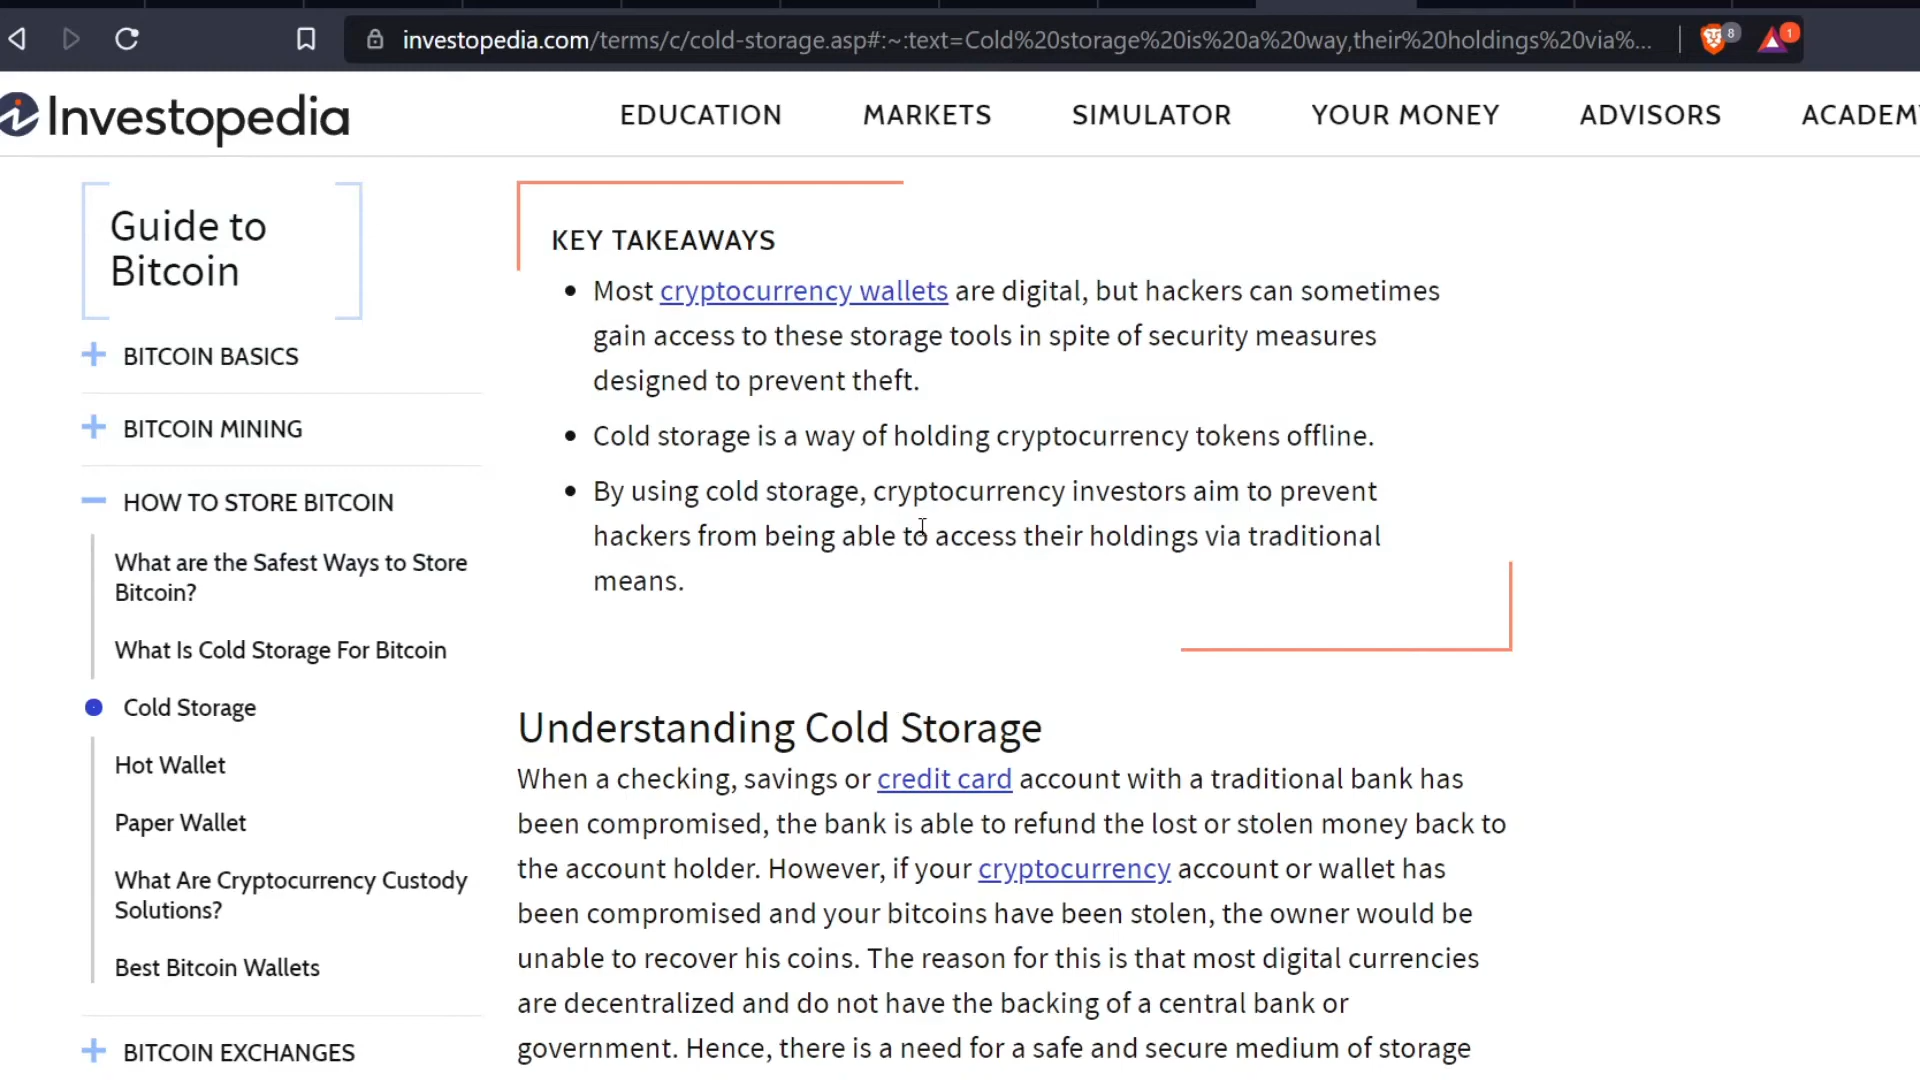 investopedia.com/terms/c/cold-storage.asp#:~:text=Cold%20storage%20is%20a%20way,their%20holdings%20via%...
8
1
Investopedia
EDUCATION MARKETS SIMULATOR YOUR MONEY ADVISORS ACADEM
Guide to
Bitcoin
BITCOIN BASICS
BITCOIN MINING
HOW TO STORE BITCOIN
What are the Safest Ways to Store
Bitcoin?
What Is Cold Storage For Bitcoin
Cold Storage
Hot Wallet
Paper Wallet
What Are Cryptocurrency Custody
Solutions?
Best Bitcoin Wallets
BITCOIN EXCHANGES
KEY TAKEAWAYS
Most cryptocurrency wallets are digital, but hackers can sometimes
gain access to these storage tools in spite of security measures
designed to prevent theft.
Cold storage is a way of holding cryptocurrency tokens offline.
By using cold storage, cryptocurrency investors aim to prevent
hackers from being able to access their holdings via traditional
means.
Understanding Cold Storage
When a checking, savings or credit card account with a traditional bank has
been compromised, the bank is able to refund the lost or stolen money back to
the account holder. However, if your cryptocurrency account or wallet has
been compromised and your bitcoins have been stolen, the owner would be
unable to recover his coins. The reason for this is that most digital currencies
are decentralized and do not have the backing of a central bank or
government. Hence, there is a need for a safe and secure medium of storage